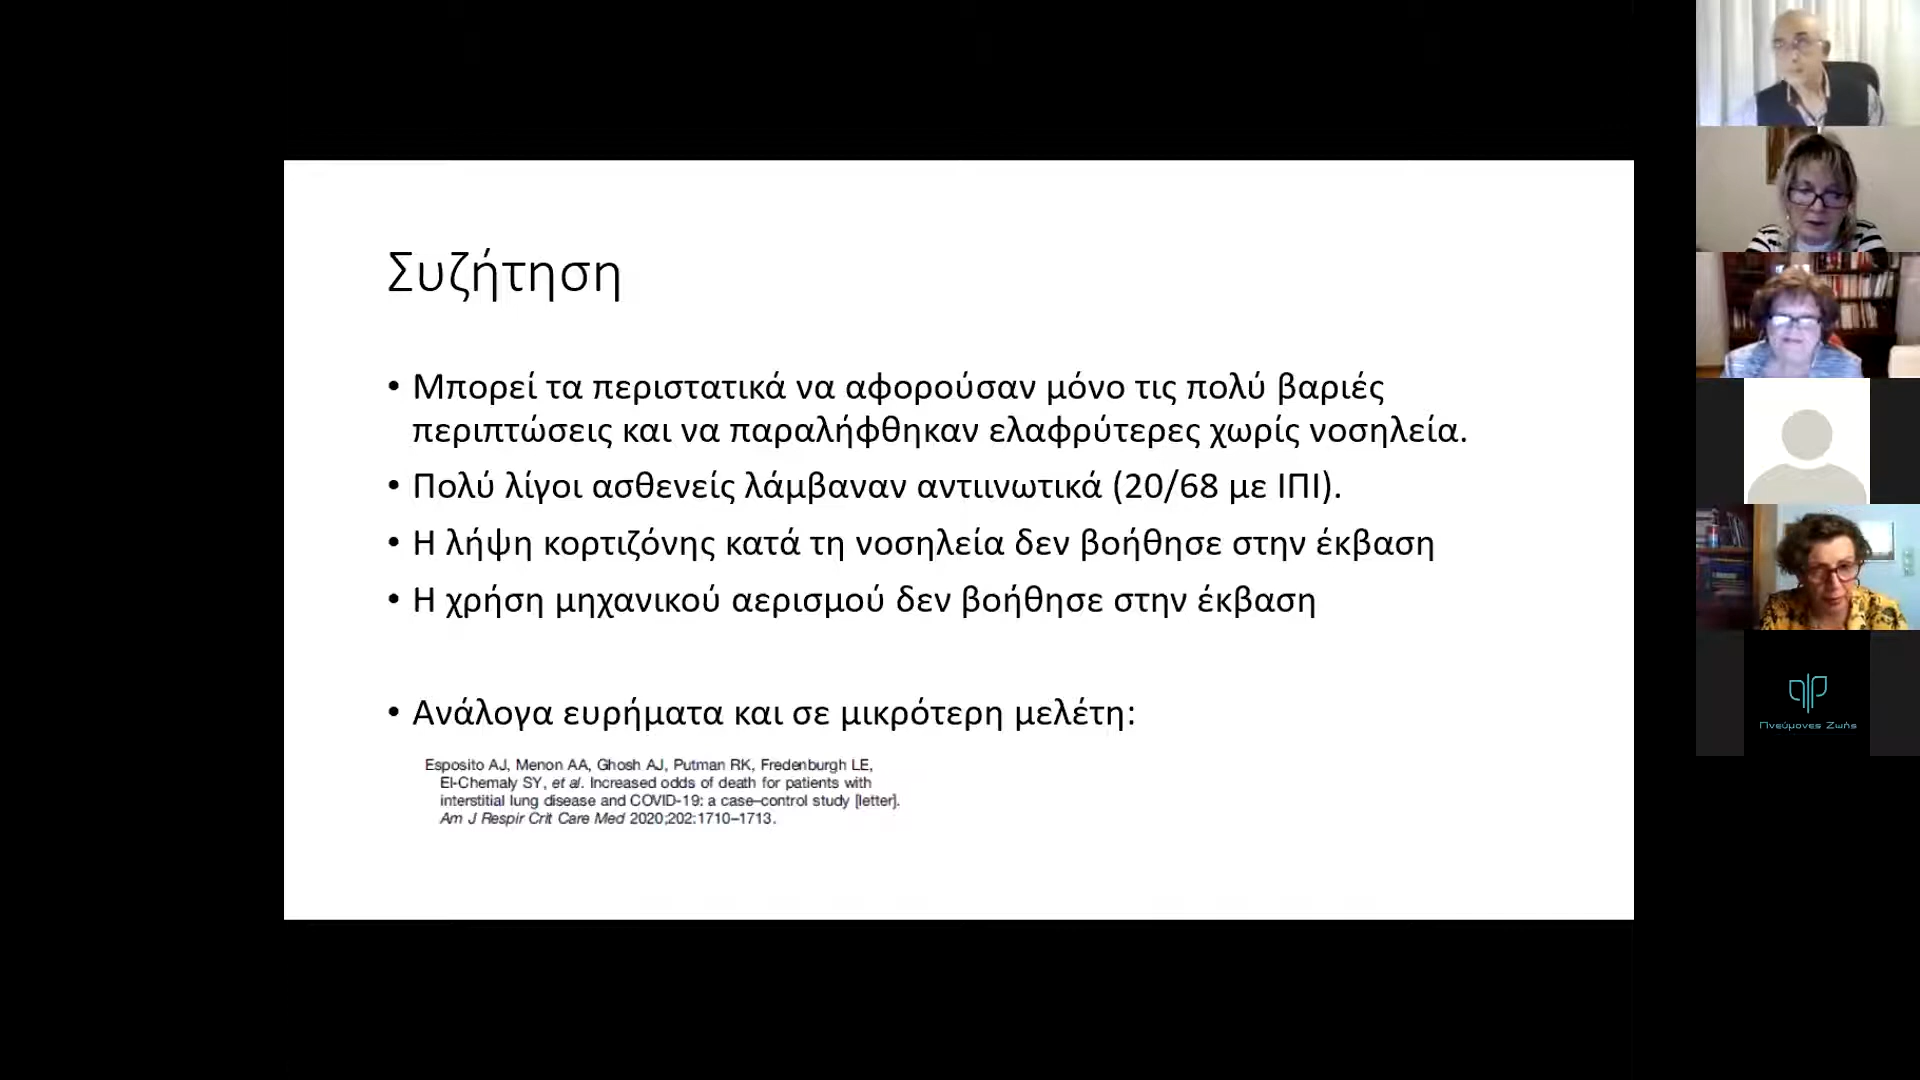 Συζήτηση
• Μπορεί τα περιστατικά να αφορούσαν μόνο τις πολύ βαριές
περιπτώσεις και να παραλήφθηκαν ελαφρύτερες χωρίς νοσηλεία.
• Πολύ λίγοι ασθενείς λάμβαναν αντιινωτικά (20/68 με ΙΠΙ).
• Η λήψη κορτιζόνης κατά τη νοσηλεία δεν βοήθησε στην έκβαση
• Η χρήση μηχανικού αερισμού δεν βοήθησε στην έκβαση
• Ανάλογα ευρήματα και σε μικρότερη μελέτη:
Esposito AJ, Menon AA, Ghosh AJ, Putman RK, Fredenburgh LE,
El-Chemaly SY, et al. Increased odds of death for patients with
interstitial lung disease and COVID-19: a case–control study [letter].
Am J Respir Crit Care Med 2020;202:1710–1713.
Πνεύμονες Ζωής